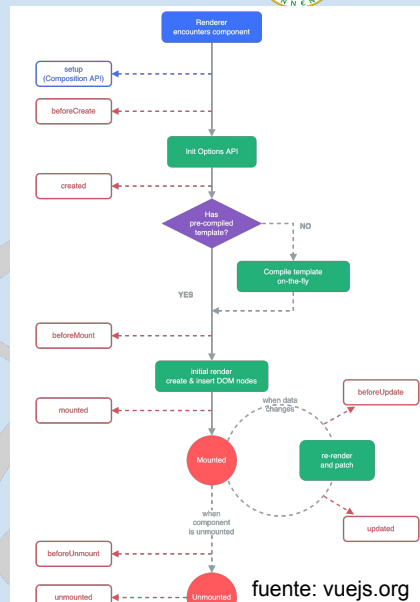 Renderer
encounters component
setup
(Composition API)
beforeCreate
Init Options API
created
Has
pre-compiled
template?
NO
Compile template
on-the-fly
YES
beforeMount
initial render
create & insert DOM nodes
when data
changes
beforeUpdate
mounted
Mounted
re-render
and patch
when
component
is unmounted
updated
beforeUnmount
unmounted
Unmounted
fuente: vuejs.org